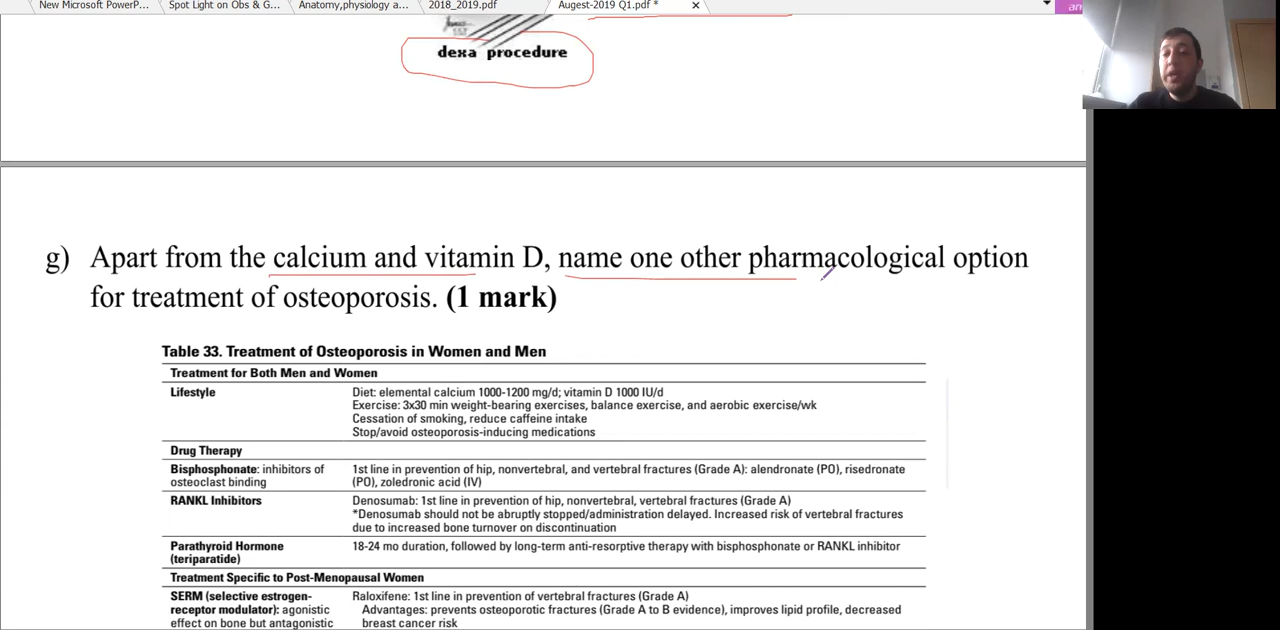 New Microsoft PowerP...
Spot Light on Obs & G...
Anatomy,physiology a...
2018_2019.pdf
Augest-2019 Q1.pdf *
an
dexa procedure
g) Apart from the calcium and vitamin D, name one other pharmacological option
for treatment of osteoporosis. (1 mark)
Table 33. Treatment of Osteoporosis in Women and Men
Treatment for Both Men and Women
Lifestyle
Diet: elemental calcium 1000-1200 mg/d; vitamin D 1000 IU/d
Exercise: 3x30 min weight-bearing exercises, balance exercise, and aerobic exercise/wk
Cessation of smoking, reduce caffeine intake
Stop/avoid osteoporosis-inducing medications
Drug Therapy
Bisphosphonate: inhibitors of
osteoclast binding
1st line in prevention of hip, nonvertebral, and vertebral fractures (Grade A): alendronate (PO), risedronate
(PO), zoledronic acid (IV)
RANKL Inhibitors
Denosumab: 1st line in prevention of hip, nonvertebral, vertebral fractures (Grade A)
*Denosumab should not be abruptly stopped/administration delayed. Increased risk of vertebral fractures
due to increased bone turnover on discontinuation
Parathyroid Hormone
(teriparatide)
18-24 mo duration, followed by long-term anti-resorptive therapy with bisphosphonate or RANKL inhibitor
Treatment Specific to Post-Menopausal Women
SERM (selective estrogen-
receptor modulator): agonistic
effect on bone but antagonistic
Raloxifene: 1st line in prevention of vertebral fractures (Grade A)
Advantages: prevents osteoporotic fractures (Grade A to B evidence), improves lipid profile, decreased
breast cancer risk